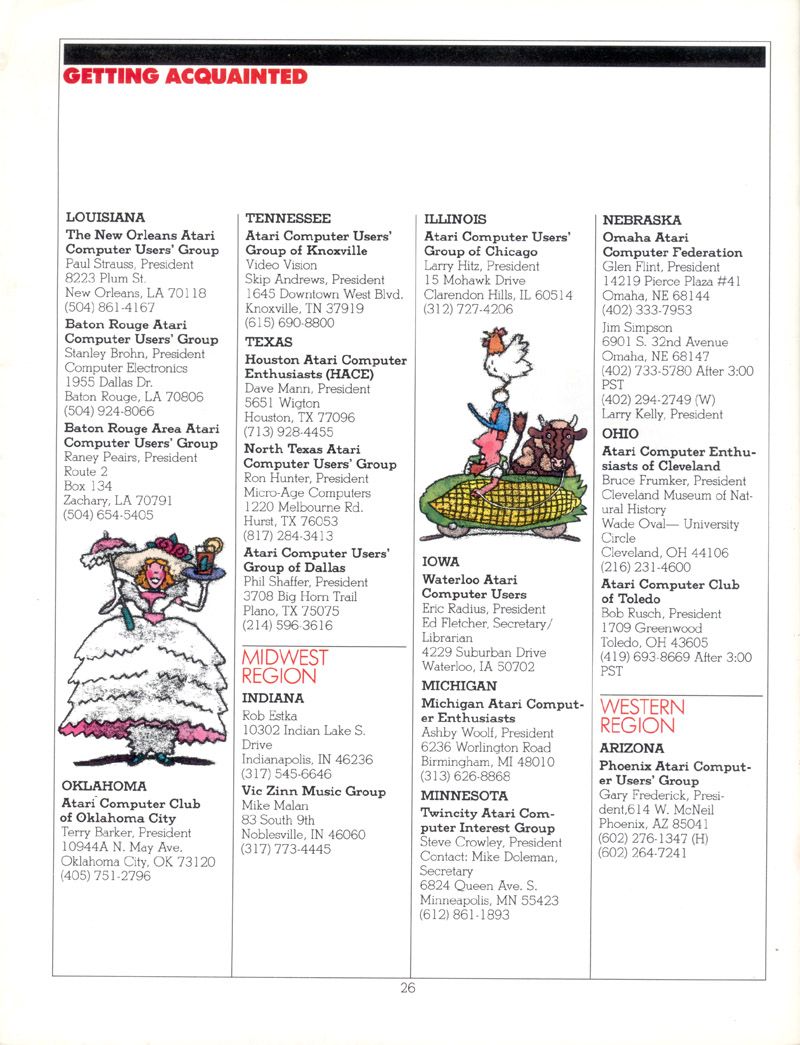 GETTING ACQUAINTED
LOUISIANA
The New Orleans Atari
Computer Users' Group
Paul Strauss, President
8223 Plum St.
New Orleans, LA 70118
(504) 861-4167
Baton Rouge Atari
Computer Users' Group
Stanley Brohn, President
Computer Electronics
1955 Dallas Dr.
Baton Rouge, LA 70806
(504) 924-8066
Baton Rouge Area Atari
Computer Users' Group
Raney Peairs, President
Route 2
Box 134
Zachary, LA 70791
(504) 654-5405
OKLAHOMA
Atari Computer Club
of Oklahoma City
Terry Barker, President
10944A N. May Ave.
Oklahoma City, OK 73120
(405) 751-2796
TENNESSEE
Atari Computer Users'
Group of Knoxville
Video Vision
Skip Andrews, President
1645 Downtown West Blvd.
Knoxville, TN 37919
(615) 690-8800
TEXAS
Houston Atari Computer
Enthusiasts (HACE)
Dave Mann, President
5651 Wigton
Houston, TX 77096
(713) 928-4455
North Texas Atari
Computer Users' Group
Ron Hunter, President
Micro-Age Computers
1220 Melbourne Rd.
Hurst, TX 76053
(817) 284-3413
Atari Computer Users'
Group of Dallas
Phil Shaffer, President
3708 Big Horn Trail
Plano, TX 75075
(214) 596-3616
MIDWEST
REGION
INDIANA
Rob Estka
10302 Indian Lake S.
Drive
Indianapolis, IN 46236
(317) 545-6646
Vic Zinn Music Group
Mike Malan
83 South 9th
Noblesville, IN 46060
(317) 773-4445
ILLINOIS
Atari Computer Users'
Group of Chicago
Larry Hitz, President
15 Mohawk Drive
Clarendon Hills, IL 60514
(312) 727-4206
IOWA
Waterloo Atari
Computer Users
Eric Radius, President
Ed Fletcher, Secretary/
Librarian
4229 Suburban Drive
Waterloo, IA 50702
MICHIGAN
Michigan Atari Comput-
er Enthusiasts
Ashby Woolf, President
6236 Worlington Road
Birmingham, MI 48010
(313) 626-8868
MINNESOTA
Twincity Atari Com-
puter Interest Group
Steve Crowley, President
Contact: Mike Doleman,
Secretary
6824 Queen Ave. S.
Minneapolis, MN 55423
(612) 861-1893
NEBRASKA
Omaha Atari
Computer Federation
Glen Flint, President
14219 Pierce Plaza #41
Omaha, NE 68144
(402) 333-7953
Jim Simpson
6901 S. 32nd Avenue
Omaha, NE 68147
(402) 733-5780 After 3:00
PST
(402) 294-2749 (W)
Larry Kelly, President
OHIO
Atari Computer Enthu-
siasts of Cleveland
Bruce Frumker, President
Cleveland Museum of Nat-
ural History
Wade Oval— University
Circle
Cleveland, OH 44106
(216) 231-4600
Atari Computer Club
of Toledo
Bob Rusch, President
1709 Greenwood
Toledo, OH 43605
(419) 693-8669 After 3:00
PST
WESTERN
REGION
ARIZONA
Phoenix Atari Comput-
er Users' Group
Gary Frederick, Presi-
dent,614 W. McNeil
Phoenix, AZ 85041
(602) 276-1347 (H)
(602) 264-7241
26